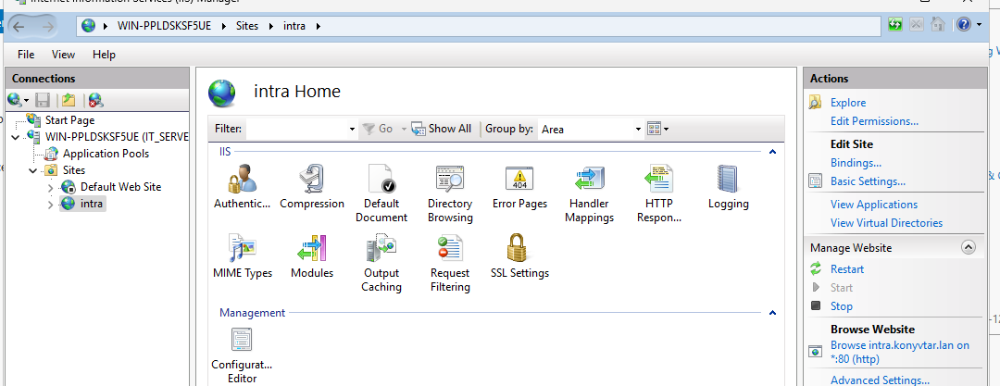 Internet Information Services (IIS) Manager
WIN-PPLDSKSF5UE
Sites
intra
File
View
Help
Connections
Start Page
WIN-PPLDSKSF5UE (IT_SERVE
Application Pools
Sites
Default Web Site
intra
intra Home
Filter:
Go
Show All
Group by:
Area
IIS
Authentic...
Compression
Default
Document
Directory
Browsing
Error Pages
404
Handler
Mappings
HTTP
Respon...
Logging
MIME Types
Modules
Output
Caching
Request
Filtering
SSL Settings
Management
Configurat...
Editor
Actions
Explore
Edit Permissions...
Edit Site
Bindings...
Basic Settings...
View Applications
View Virtual Directories
Manage Website
Restart
Start
Stop
Browse Website
Browse intra.konyvtar.lan on
*:80 (http)
Advanced Settings...